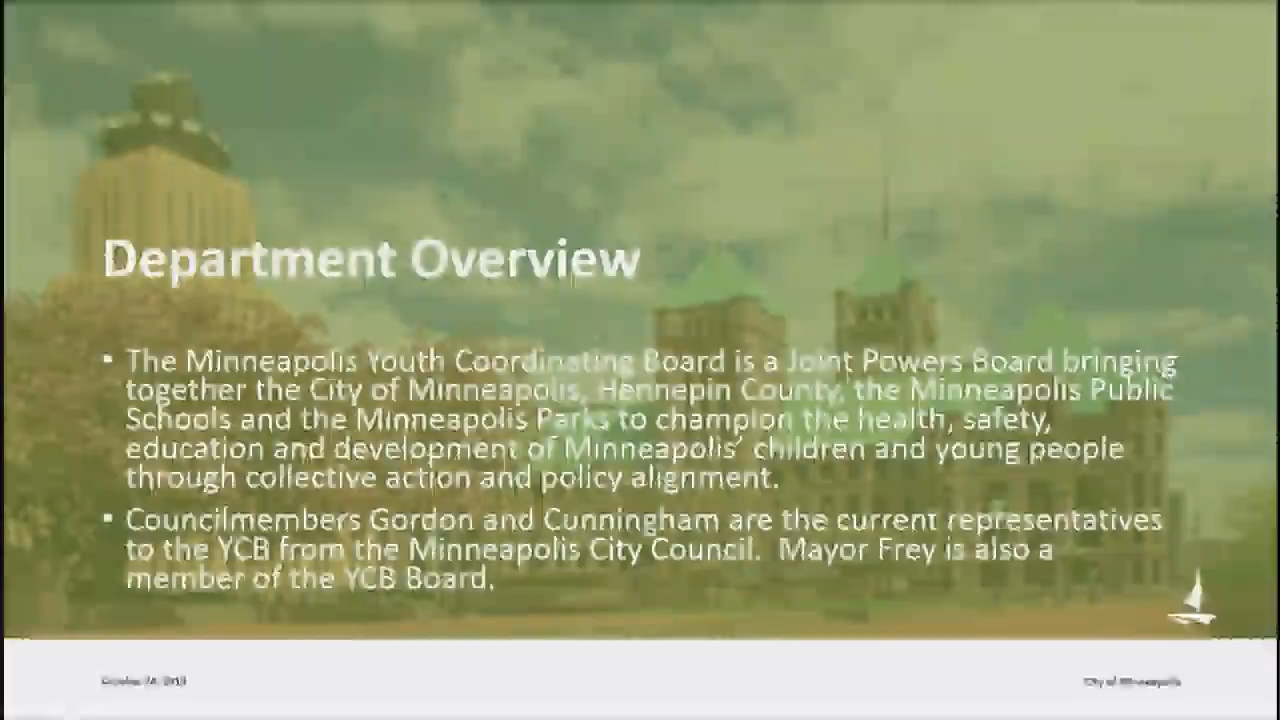 Department Overview
▪ The Minneapolis Youth Coordinating Board is a Joint Powers Board bringing
together the City of Minneapolis, Hennepin County, the Minneapolis Public
Schools and the Minneapolis Parks to champion the health, safety,
education and development of Minneapolis' children and young people
through collective action and policy alignment.
▪ Councilmembers Gordon and Cunningham are the current representatives
to the YCB from the Minneapolis City Council.  Mayor Frey is also a
member of the YCB Board.
City of Minneapolis